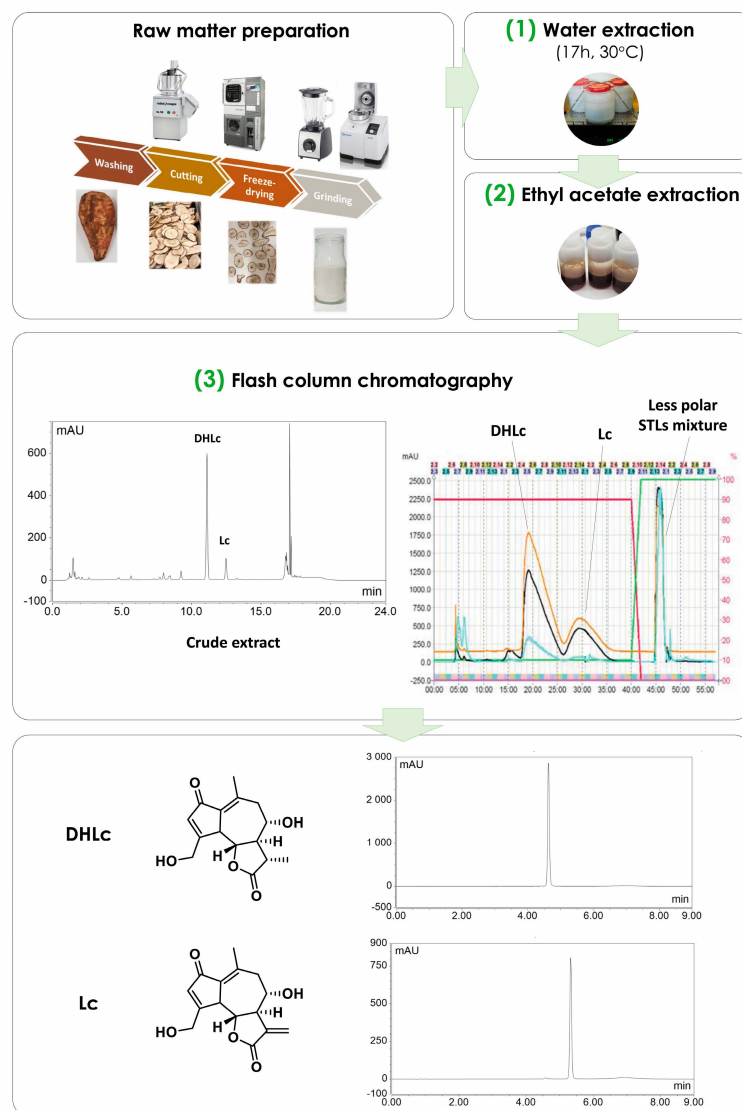 Raw matter preparation
Washing
Cutting
Freeze-
drying
Grinding
(1) Water extraction
(17h, 30°C)
(2) Ethyl acetate extraction
(3) Flash column chromatography
mAU
600
400
200
0
-100
0.0 5.0 10.0 15.0 20.0 24.0
min
DHLc
Lc
Crude extract
DHLc
Lc
Less polar
STLs mixture
mAU
%
2500.0
2250.0
2000.0
1750.0
1500.0
1250.0
1000.0
750.0
500.0
250.0
0.0
-250.0
100
90
80
70
60
50
40
30
20
10
00
00:00 05:00 10:00 15:00 20:00 25:00 30:00 35:00 40:00 45:00 50:00 55:00
DHLc
O
OH
H
H
HO
O
O
3 000
mAU
2 000
1 000
0
-500
0.00 2.00 4.00 6.00 8.00 9.00
min
Lc
O
OH
H
H
HO
O
O
900
mAU
750
500
250
0
-100
0.00 2.00 4.00 6.00 8.00 9.00
min